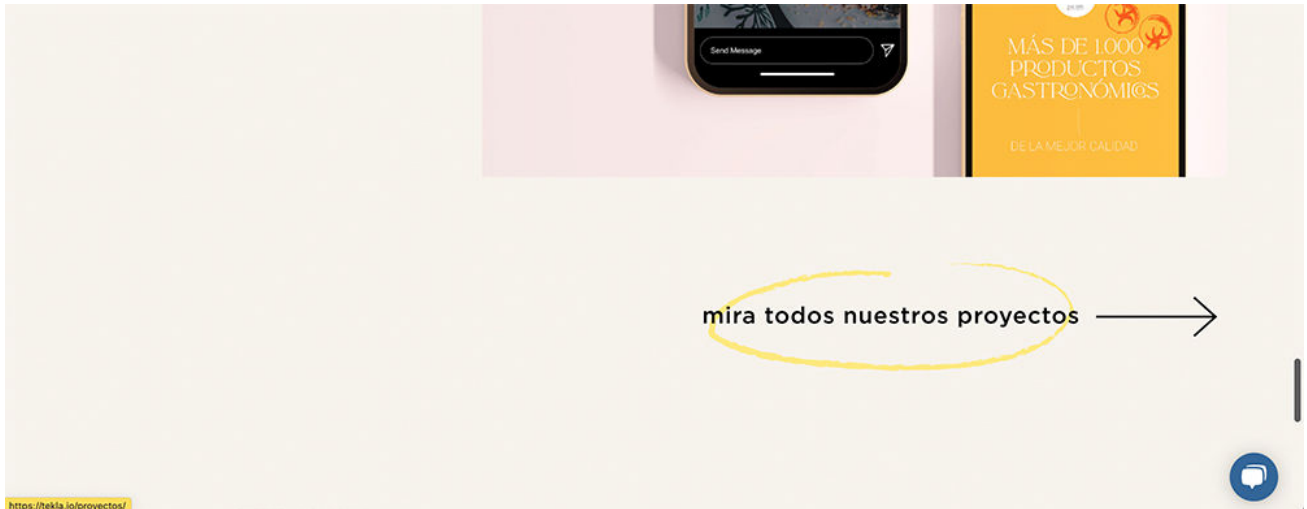 Send Message
MÁS DE 1.000
PRODUCTOS
GASTRONÓMICOS
DE LA MEJOR CALIDAD
mira todos nuestros proyectos
https://tekla.io/proyectos/